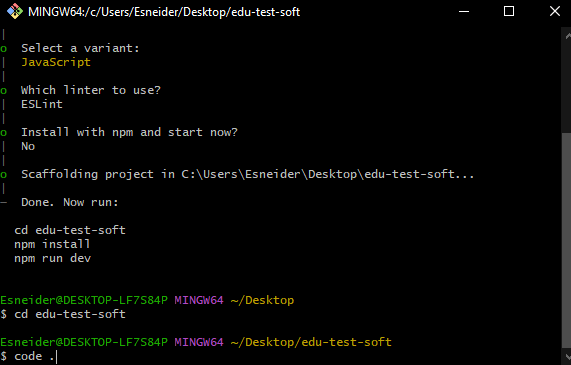 MINGW64:/c/Users/Esneider/Desktop/edu-test-soft
|
o  Select a variant:
|  JavaScript
|
o  Which linter to use?
|  ESLint
|
o  Install with npm and start now?
|  No
|
o  Scaffolding project in C:\Users\Esneider\Desktop\edu-test-soft...
|
—  Done. Now run:
cd edu-test-soft
npm install
npm run dev
Esneider@DESKTOP-LF7S84P MINGW64 ~/Desktop
$ cd edu-test-soft
Esneider@DESKTOP-LF7S84P MINGW64 ~/Desktop/edu-test-soft
$ code .